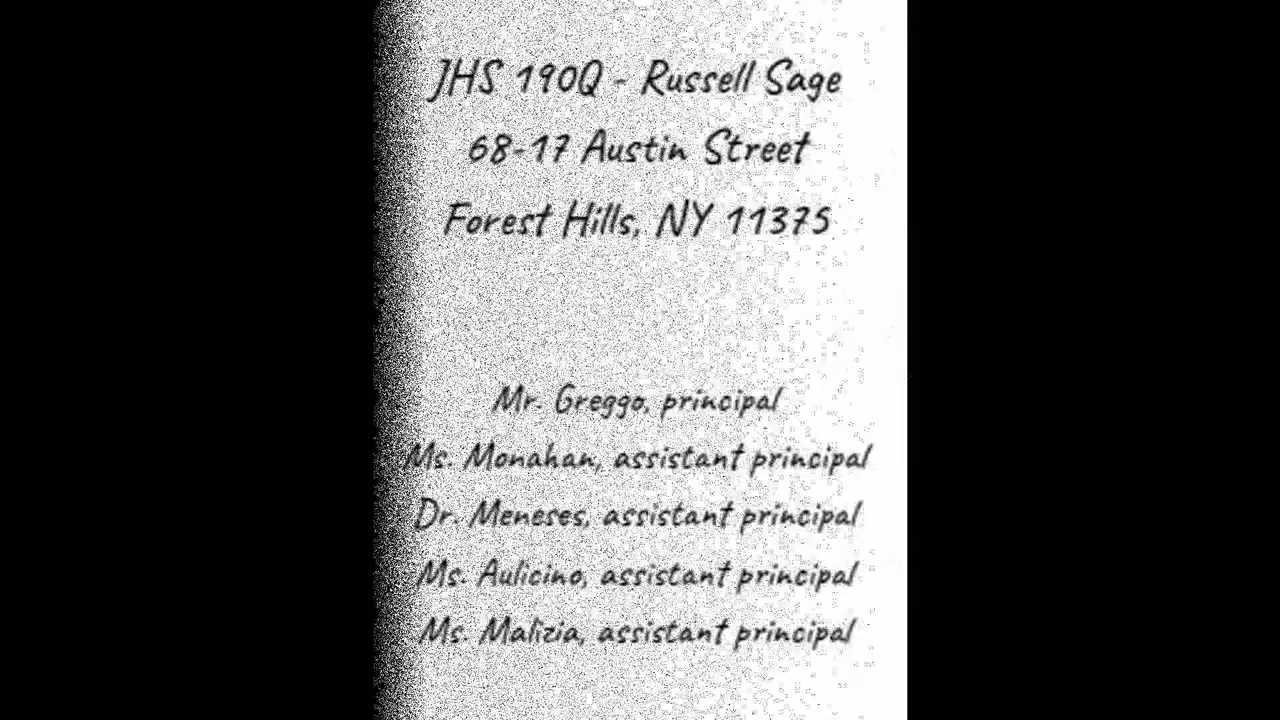 JHS 190Q - Russell Sage
68-17 Austin Street
Forest Hills, NY 11375
Mr. Greggo, principal
Ms. Monahan, assistant principal
Dr. Meneses, assistant principal
Ms. Aulicino, assistant principal
Ms. Malizia, assistant principal